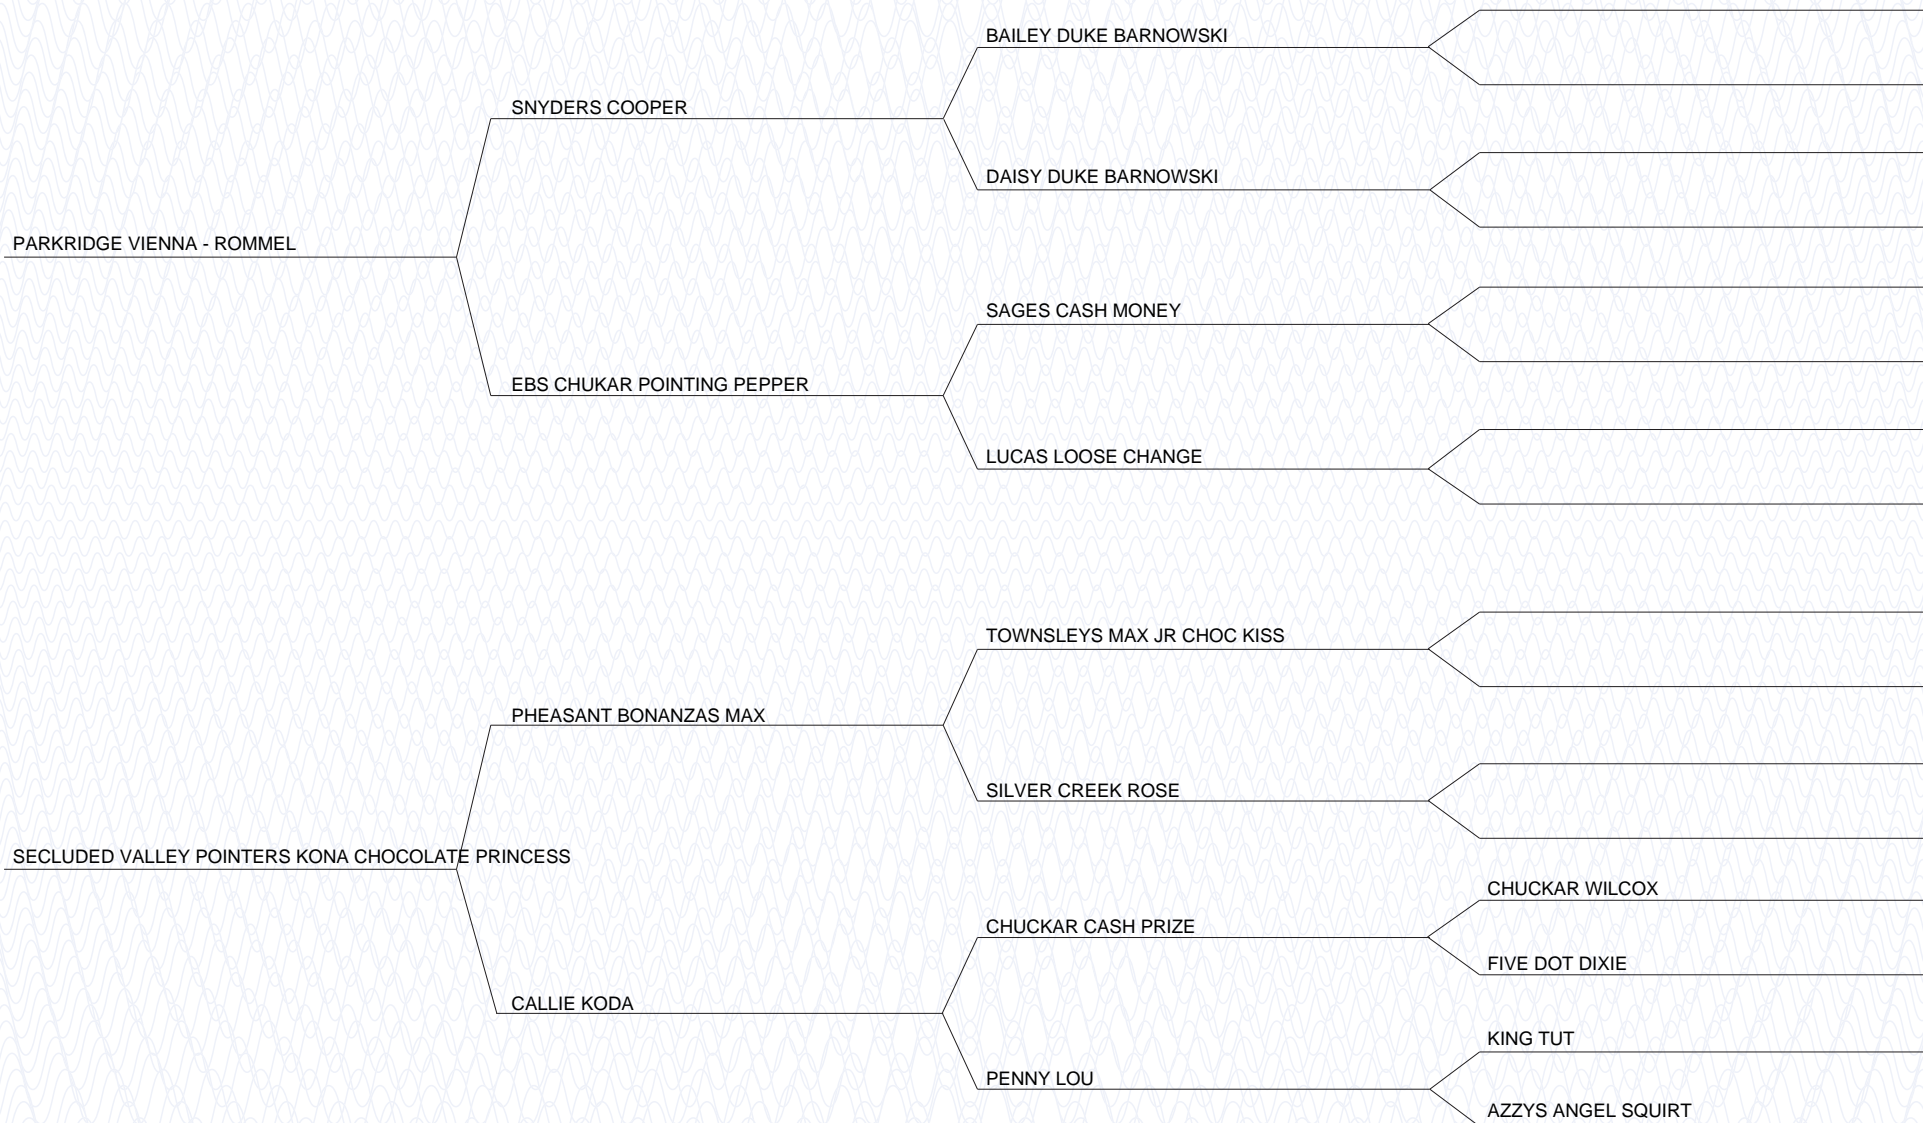 BAILEY DUKE BARNOWSKI
SNYDERS COOPER
DAISY DUKE BARNOWSKI
PARKRIDGE VIENNA - ROMMEL
SAGES CASH MONEY
EBS CHUKAR POINTING PEPPER
LUCAS LOOSE CHANGE
TOWNSLEYS MAX JR CHOC KISS
PHEASANT BONANZAS MAX
SILVER CREEK ROSE
SECLUDED VALLEY POINTERS KONA CHOCOLATE PRINCESS
CHUCKAR WILCOX
CHUCKAR CASH PRIZE
FIVE DOT DIXIE
CALLIE KODA
KING TUT
PENNY LOU
AZZYS ANGEL SQUIRT